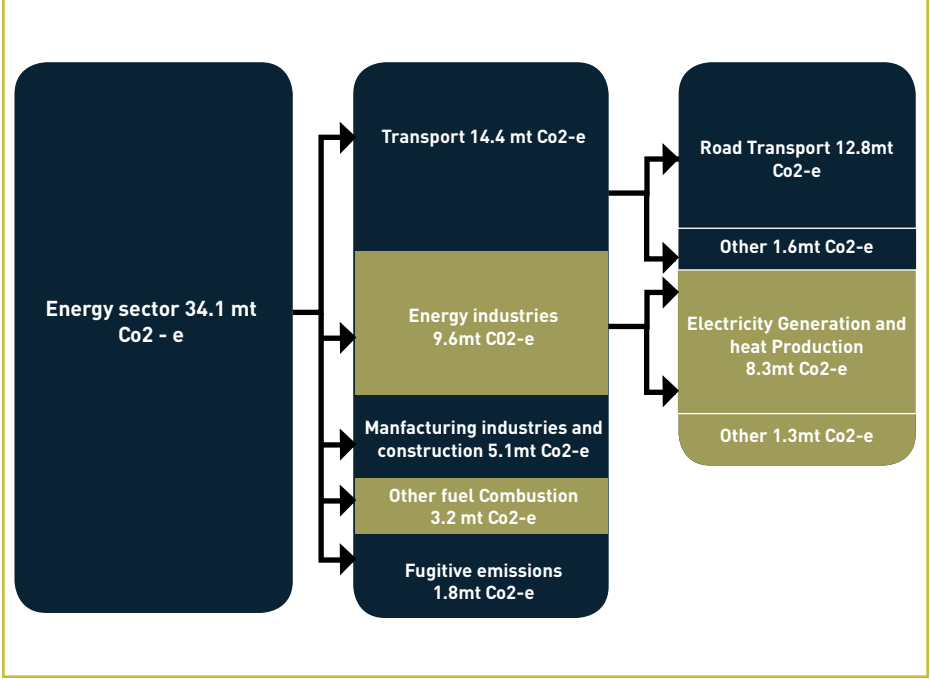 Energy sector 34.1 mt
Co2 - e
Transport 14.4 mt Co2-e
Energy industries
9.6mt C02-e
Manfacturing industries and
construction 5.1mt Co2-e
Other fuel Combustion
3.2 mt Co2-e
Fugitive emissions
1.8mt Co2-e
Road Transport 12.8mt
Co2-e
Other 1.6mt Co2-e
Electricity Generation and
heat Production
8.3mt Co2-e
Other 1.3mt Co2-e